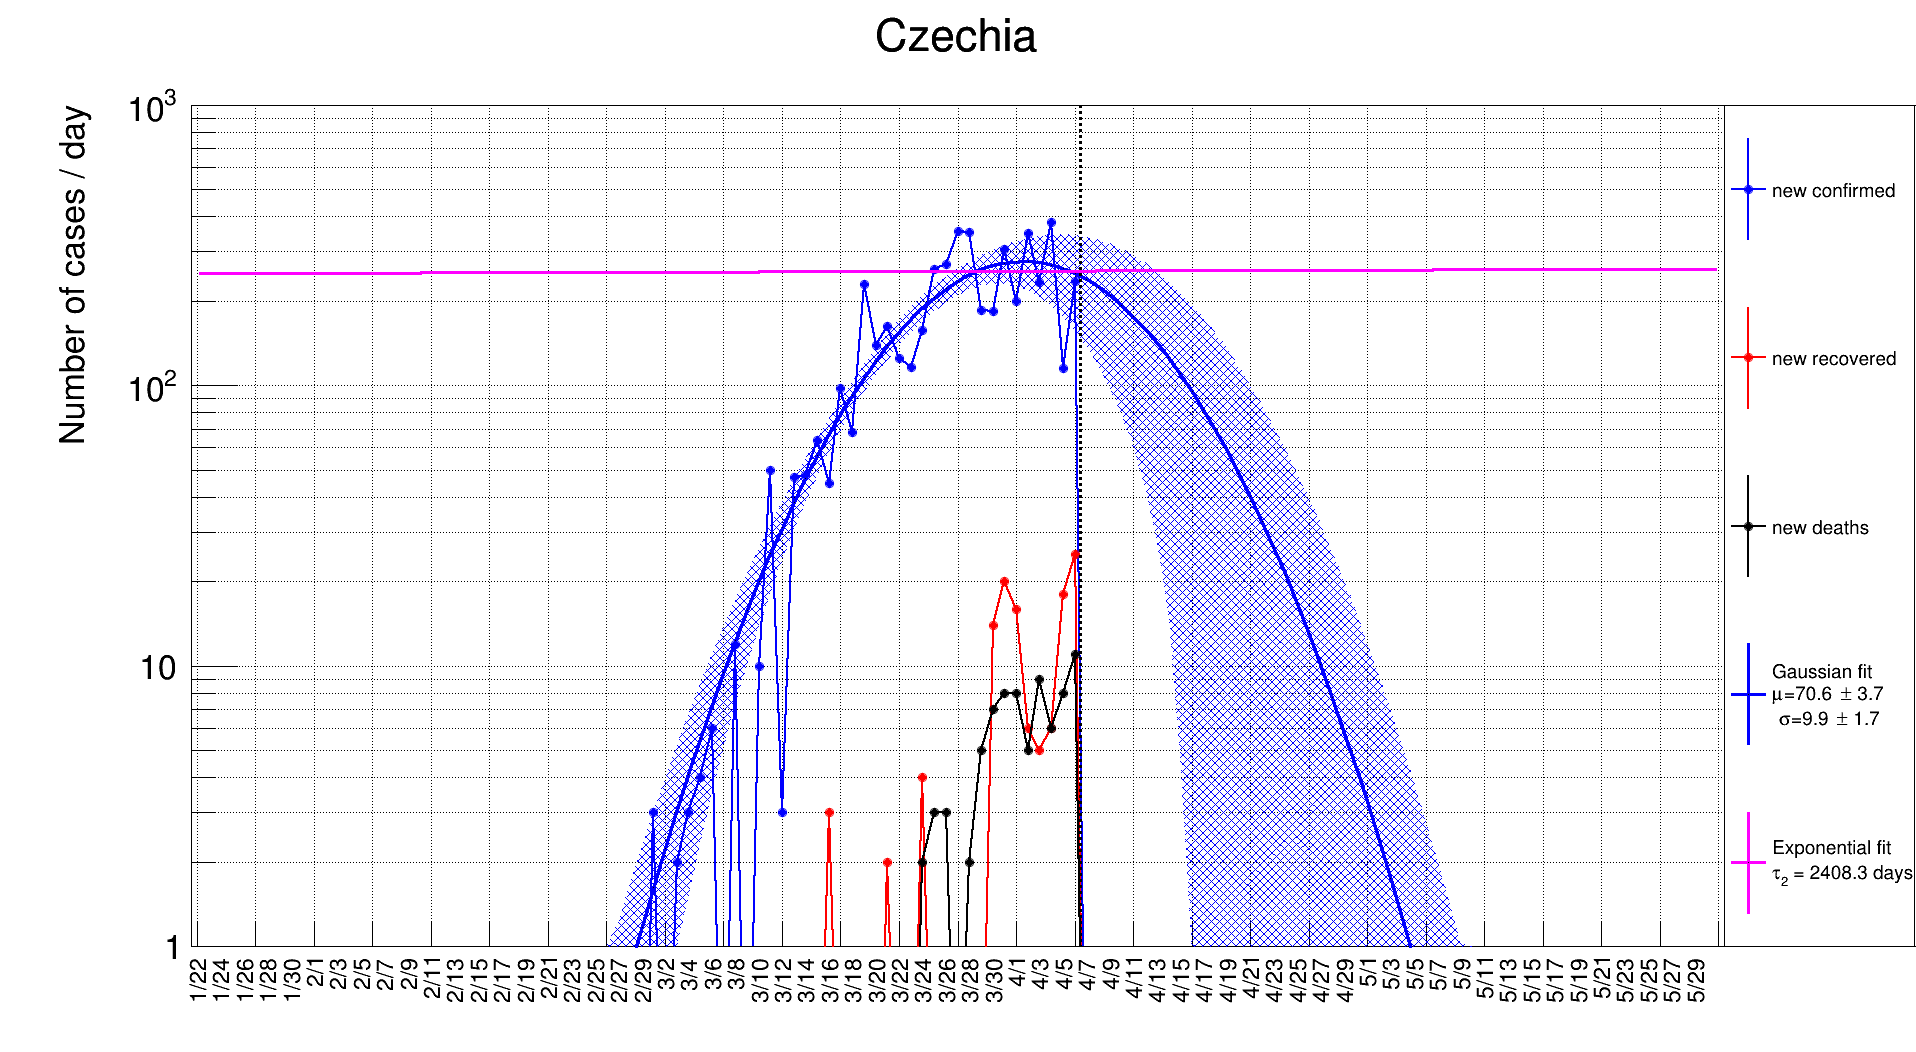 Czechia
Number of cases / day
10³
10²
10
1
1/22 1/24 1/26 1/28 1/30 2/1 2/3 2/5 2/7 2/9 2/11 2/13 2/15 2/17 2/19 2/21 2/23 2/25 2/27 2/29 3/2 3/4 3/6 3/8 3/10 3/12 3/14 3/16 3/18 3/20 3/22 3/24 3/26 3/28 3/30 4/1 4/3 4/5 4/7 4/9 4/11 4/13 4/15 4/17 4/19 4/21 4/23 4/25 4/27 4/29 5/1 5/3 5/5 5/7 5/9 5/11 5/13 5/15 5/17 5/19 5/21 5/23 5/25 5/27 5/29
new confirmed
new recovered
new deaths
Gaussian fit
μ=70.6 ± 3.7
σ=9.9 ± 1.7
Exponential fit
τ₂ = 2408.3 days